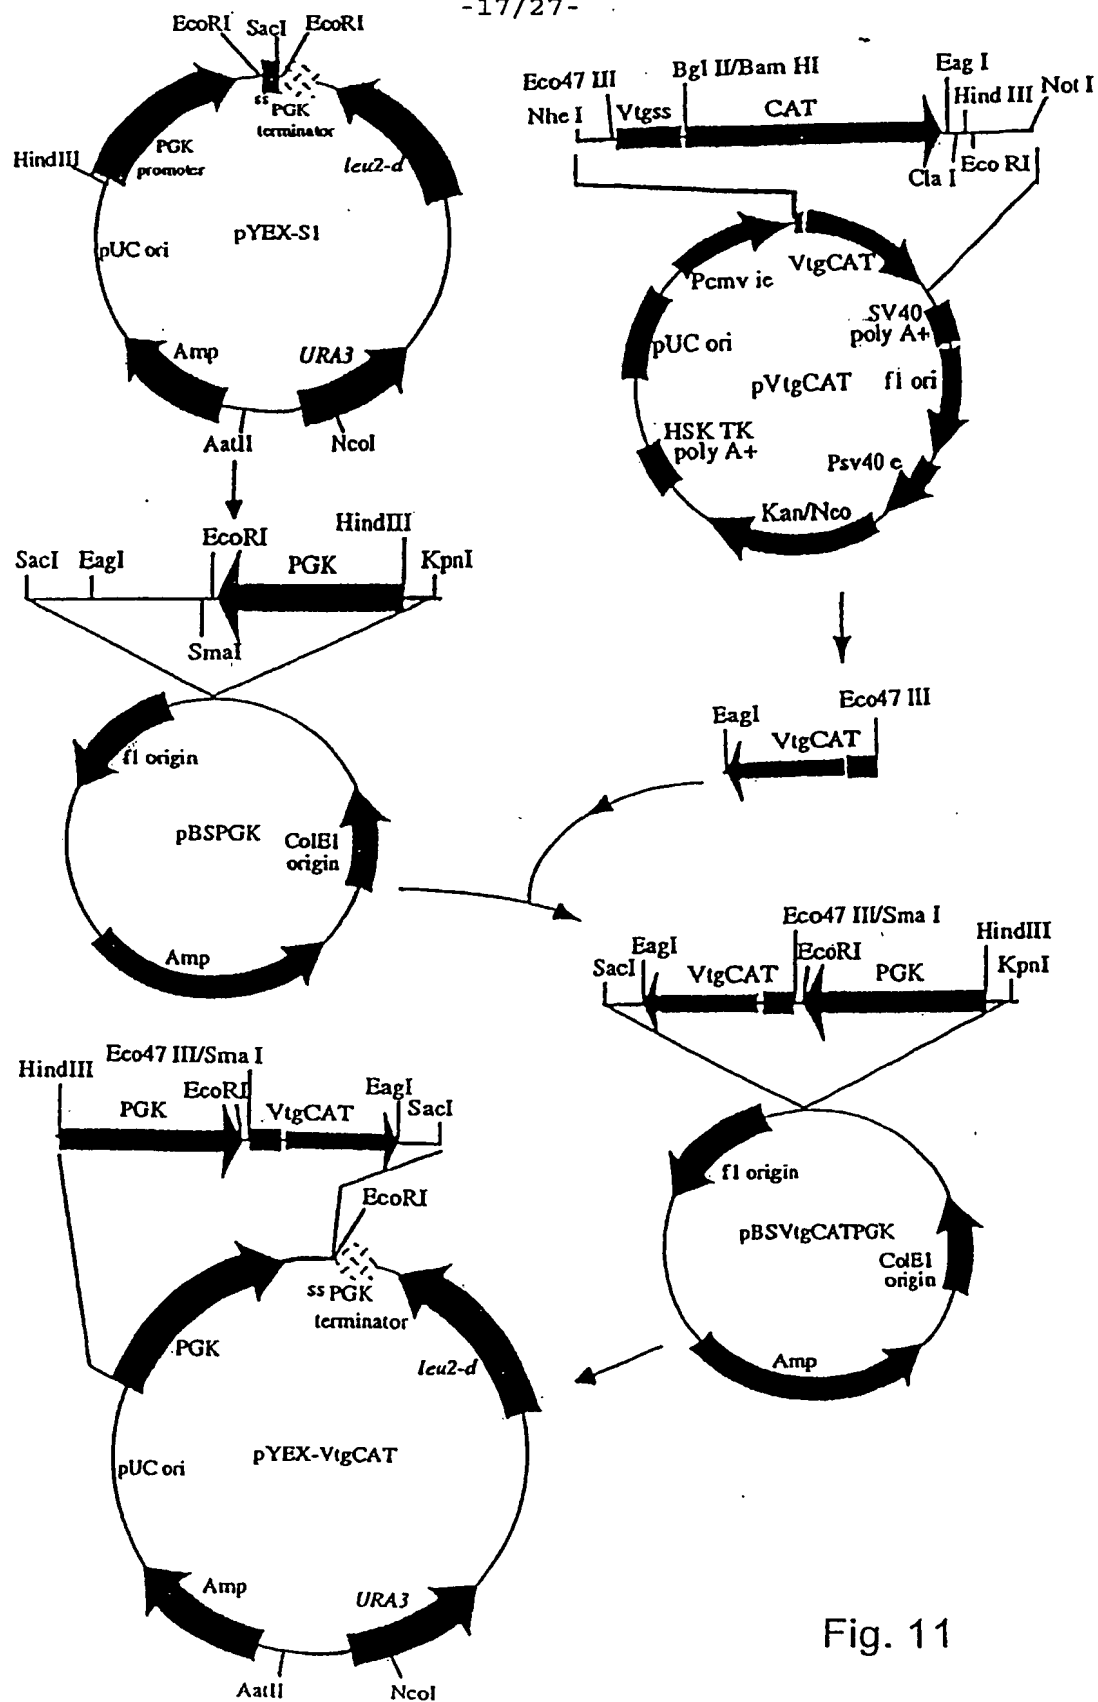 -17/27-
EcoRI
SacI
EcoRI
ss
PGK
terminator
PGK
promoter
HindIII
leu2-d
pYEX-S1
pUC ori
Amp
URA3
AatII
NcoI
Eco47 III
Bgl II/Bam HI
Eag I
Nhe I
Vtgss
CAT
Hind III
Not I
Cla I
Eco RI
VtgCAT
Pcmv ie
SV40
poly A+
pUC ori
pVtgCAT
f1 ori
HSK TK
poly A+
Psv40 e
Kan/Nco
SacI
EagI
EcoRI
PGK
HindIII
KpnI
SmaI
f1 origin
pBSPGK
ColE1
origin
Amp
EagI
VtgCAT
Eco47 III
Eco47 III/Sma I
SacI
EagI
VtgCAT
EcoRI
PGK
HindIII
KpnI
f1 origin
pBSVtgCATPGK
ColE1
origin
Amp
HindIII
Eco47 III/Sma I
PGK
EcoRI
VtgCAT
EagI
SacI
EcoRI
ss PGK
terminator
PGK
leu2-d
pUC ori
pYEX-VtgCAT
Amp
URA3
AatII
NcoI
Fig. 11